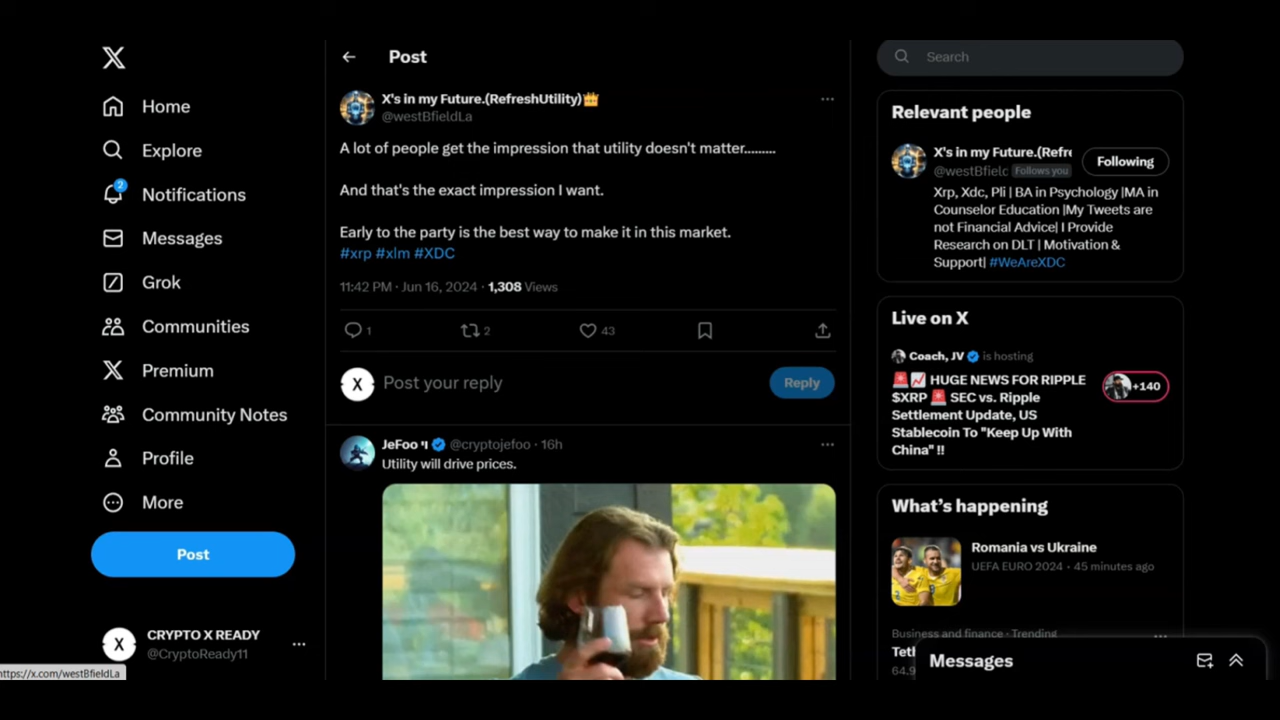 Home
Explore
2
Notifications
Messages
Grok
Communities
Premium
Community Notes
Profile
More
Post
CRYPTO X READY
@CryptoReady11
https://x.com/westBfieldLa
Post
X's in my Future.(RefreshUtility)👑
@westBfieldLa
A lot of people get the impression that utility doesn't matter.........
And that's the exact impression I want.
Early to the party is the best way to make it in this market.
#xrp #xlm #XDC
11:42 PM · Jun 16, 2024 · 1,308 Views
1
2
43
X
Post your reply
Reply
JeFoo @cryptojefoo · 16h
Utility will drive prices.
Search
Relevant people
X's in my Future.(Refre
@westBfielc Follows you
Following
Xrp, Xdc, Pli | BA in Psychology |MA in
Counselor Education |My Tweets are
not Financial Advice| I Provide
Research on DLT | Motivation &
Support| #WeAreXDC
Live on X
Coach, JV is hosting
🚨📈 HUGE NEWS FOR RIPPLE
$XRP 🚨 SEC vs. Ripple
Settlement Update, US
Stablecoin To "Keep Up With
China" !!
+140
What's happening
Romania vs Ukraine
UEFA EURO 2024 · 45 minutes ago
Business and finance · Trending
Teth
64.9
Messages